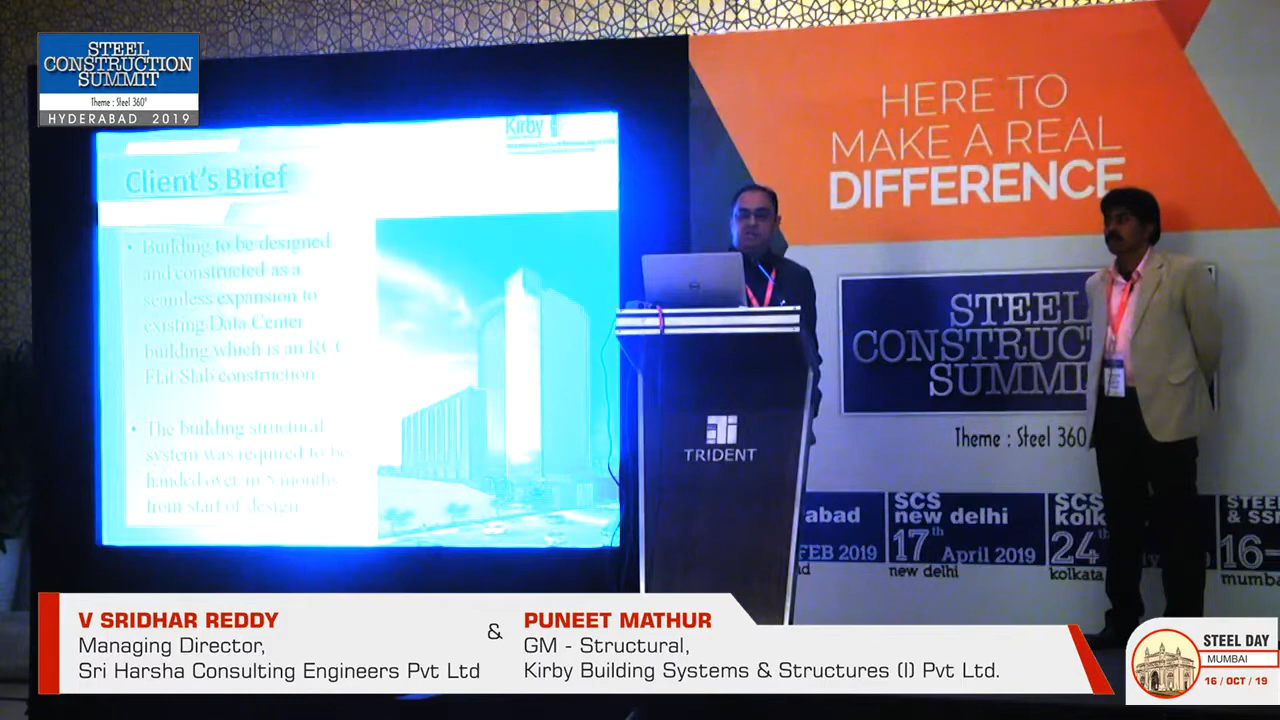 STEEL
CONSTRUCTION
SUMMIT
Theme : Steel 360°
HYDERABAD 2019
Kirby
Client's Brief
• Building to be designed
and constructed as a
seamless expansion to
existing Data Center
building which is an RCC
Flat Slab construction
• The building structural
system was required to be
handed over in 5 months
from start of design
HERE TO
MAKE A REAL
DIFFERENCE
STEEL
CONSTRUCT
SUMMI
Theme : Steel 360
DELL
TRIDENT
abad
FEB 2019
SCS
new delhi
17th April 2019
new delhi
SCS
kolk
24th
kolkata
STEE
& SSI
16-
mumba
V SRIDHAR REDDY
Managing Director,
Sri Harsha Consulting Engineers Pvt Ltd
&
PUNEET MATHUR
GM - Structural,
Kirby Building Systems & Structures (I) Pvt Ltd.
STEEL DAY
MUMBAI
16 / OCT / 19